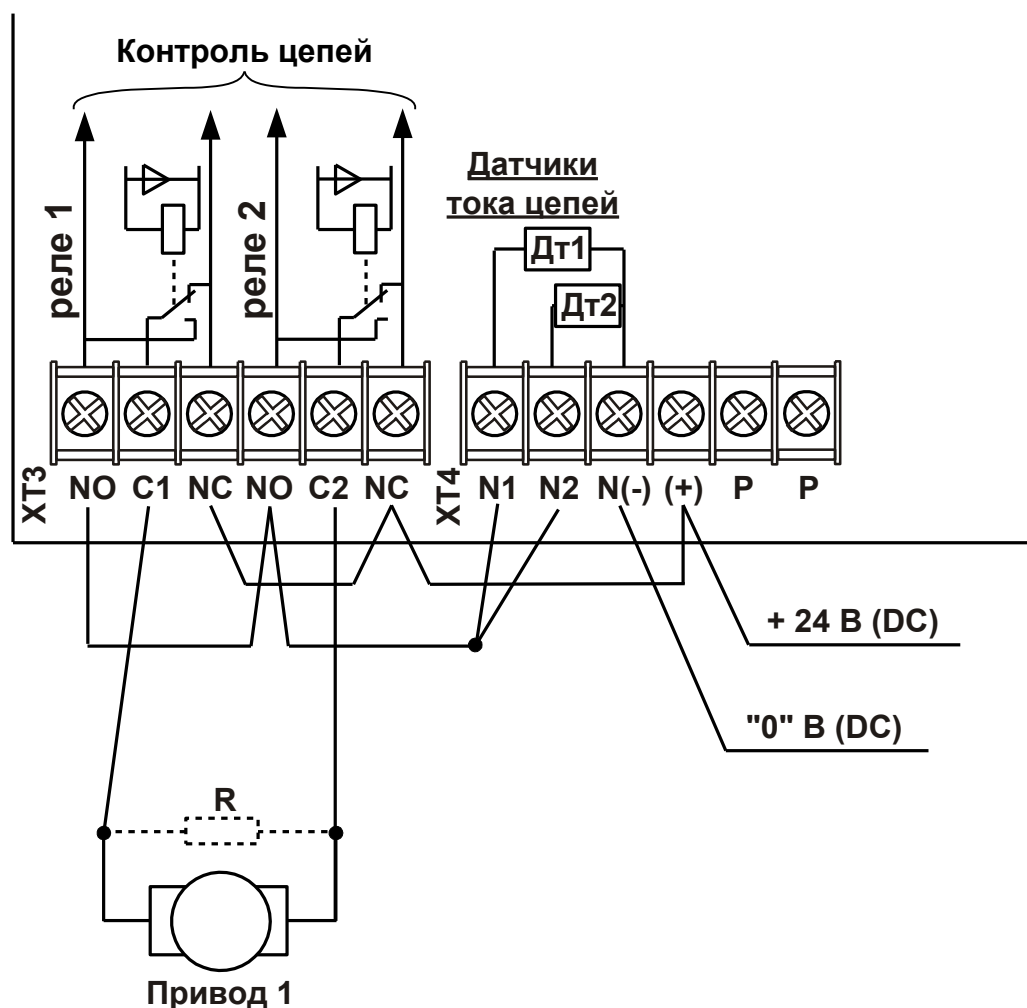 Контроль цепей
реле 1
реле 2
Датчики
тока цепей
Дт1
Дт2
XT3
NO C1 NC NO C2 NC
XT4
N1 N2 N(-) (+) P P
+ 24 В (DC)
"0" В (DC)
R
Привод 1